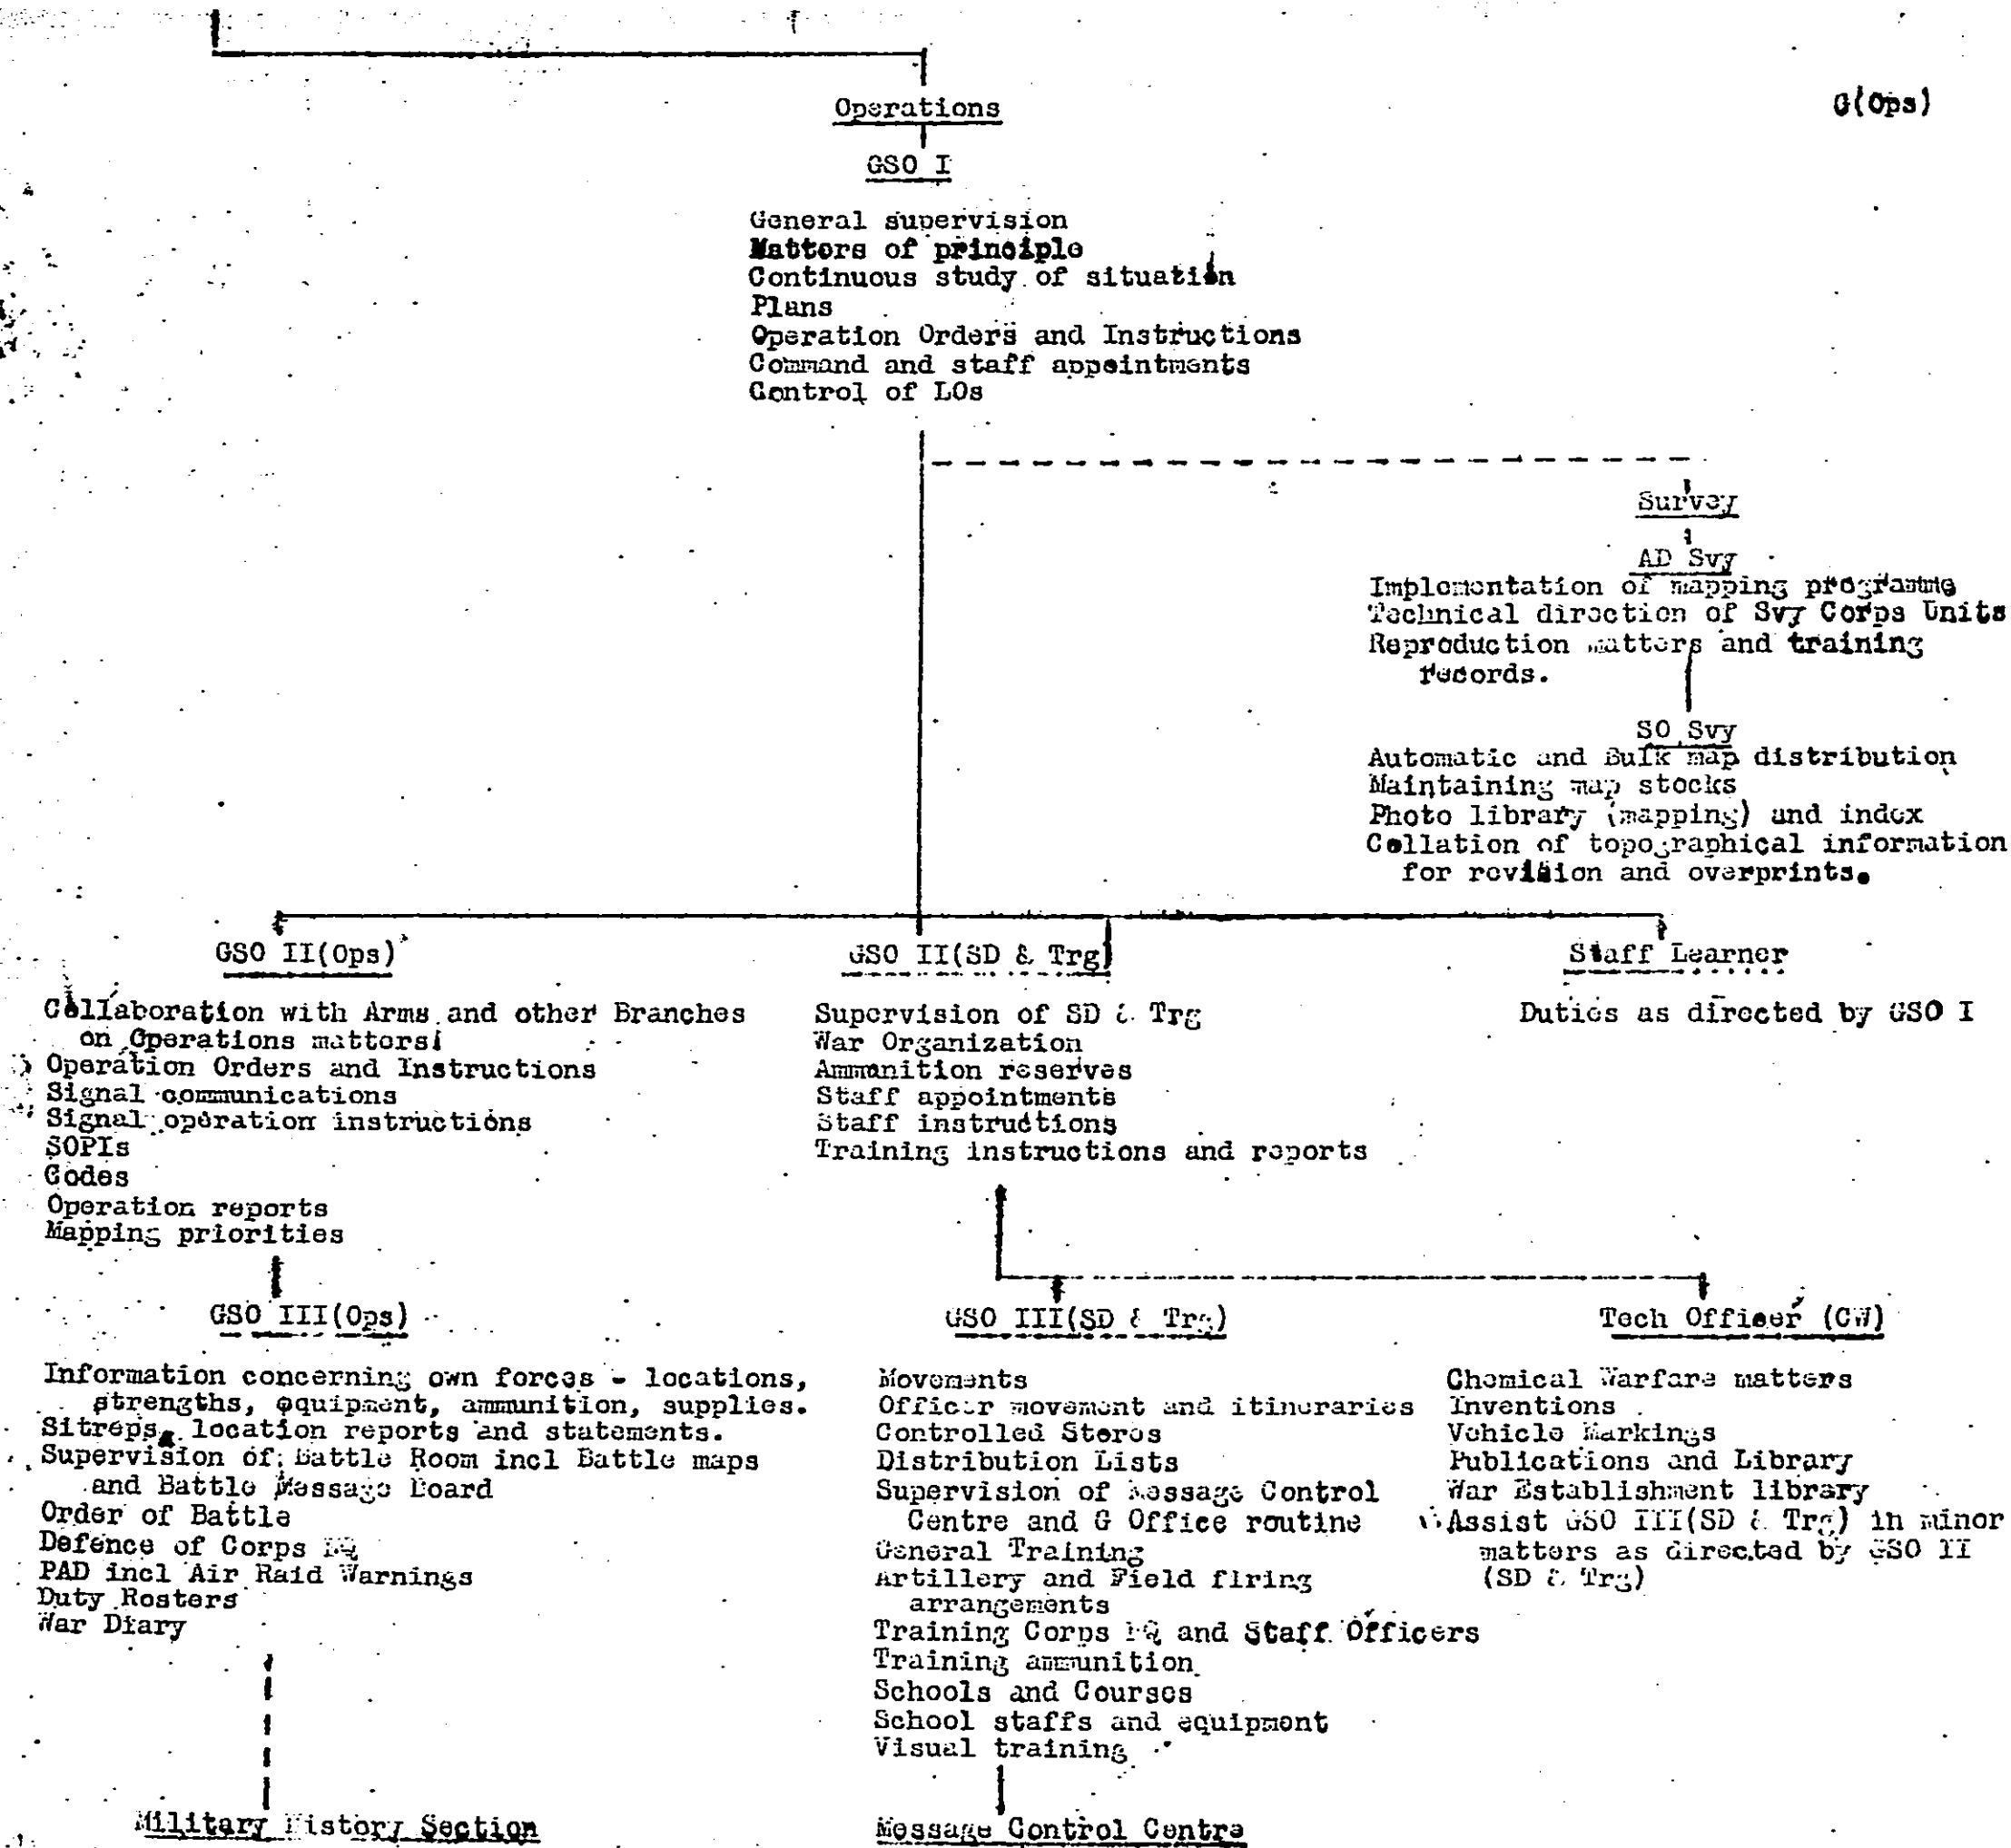 G(Ops)
Operations
GSO I
General supervision
Matters of principle
Continuous study of situation
Plans
Operation Orders and Instructions
Command and staff appointments
Control of LOs
Survey
AD Svy
Implementation of mapping programme
Technical direction of Svy Corps Units
Reproduction matters and training
records.
SO Svy
Automatic and Bulk map distribution
Maintaining map stocks
Photo library (mapping) and index
Collation of topographical information
for revision and overprints.
GSO II(Ops)
Collaboration with Arms and other Branches
on Operations matters
Operation Orders and Instructions
Signal communications
Signal operation instructions
SOPIs
Codes
Operation reports
Mapping priorities
GSO II(SD & Trg)
Supervision of SD & Trg
War Organization
Ammunition reserves
Staff appointments
Staff instructions
Training instructions and reports
Staff Learner
Duties as directed by GSO I
GSO III(Ops)
Information concerning own forces - locations,
strengths, equipment, ammunition, supplies.
Sitreps, location reports and statements.
Supervision of Battle Room incl Battle maps
and Battle Message Board
Order of Battle
Defence of Corps HQ
PAD incl Air Raid Warnings
Duty Rosters
War Diary
Military History Section
GSO III(SD & Trg)
Movements
Officer movement and itineraries
Controlled Stores
Distribution Lists
Supervision of Message Control
Centre and G Office routine
General Training
Artillery and Field firing
arrangements
Training Corps HQ and Staff Officers
Training ammunition
Schools and Courses
School staffs and equipment
Visual training
Message Control Centre
Tech Officer (CW)
Chemical Warfare matters
Inventions
Vehicle Markings
Publications and Library
War Establishment library
Assist GSO III(SD & Trg) in minor
matters as directed by GSO II
(SD & Trg)